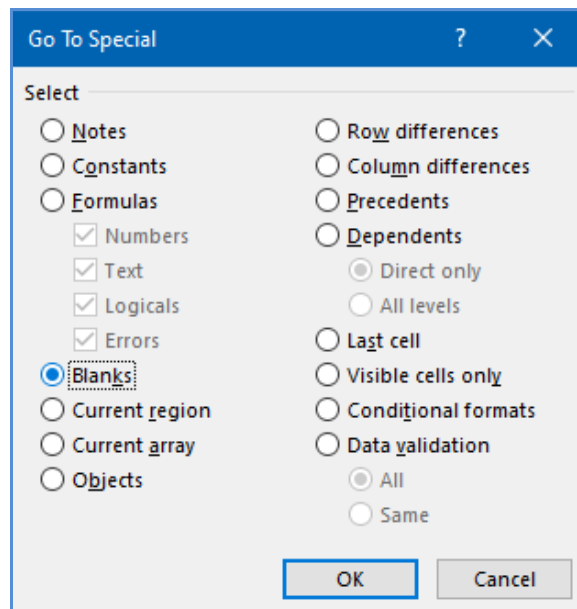 Go To Special ?
Select
Notes
Constants
Formulas
Numbers
Text
Logicals
Errors
Blanks
Current region
Current array
Objects
Row differences
Column differences
Precedents
Dependents
Direct only
All levels
Last cell
Visible cells only
Conditional formats
Data validation
All
Same
OK Cancel